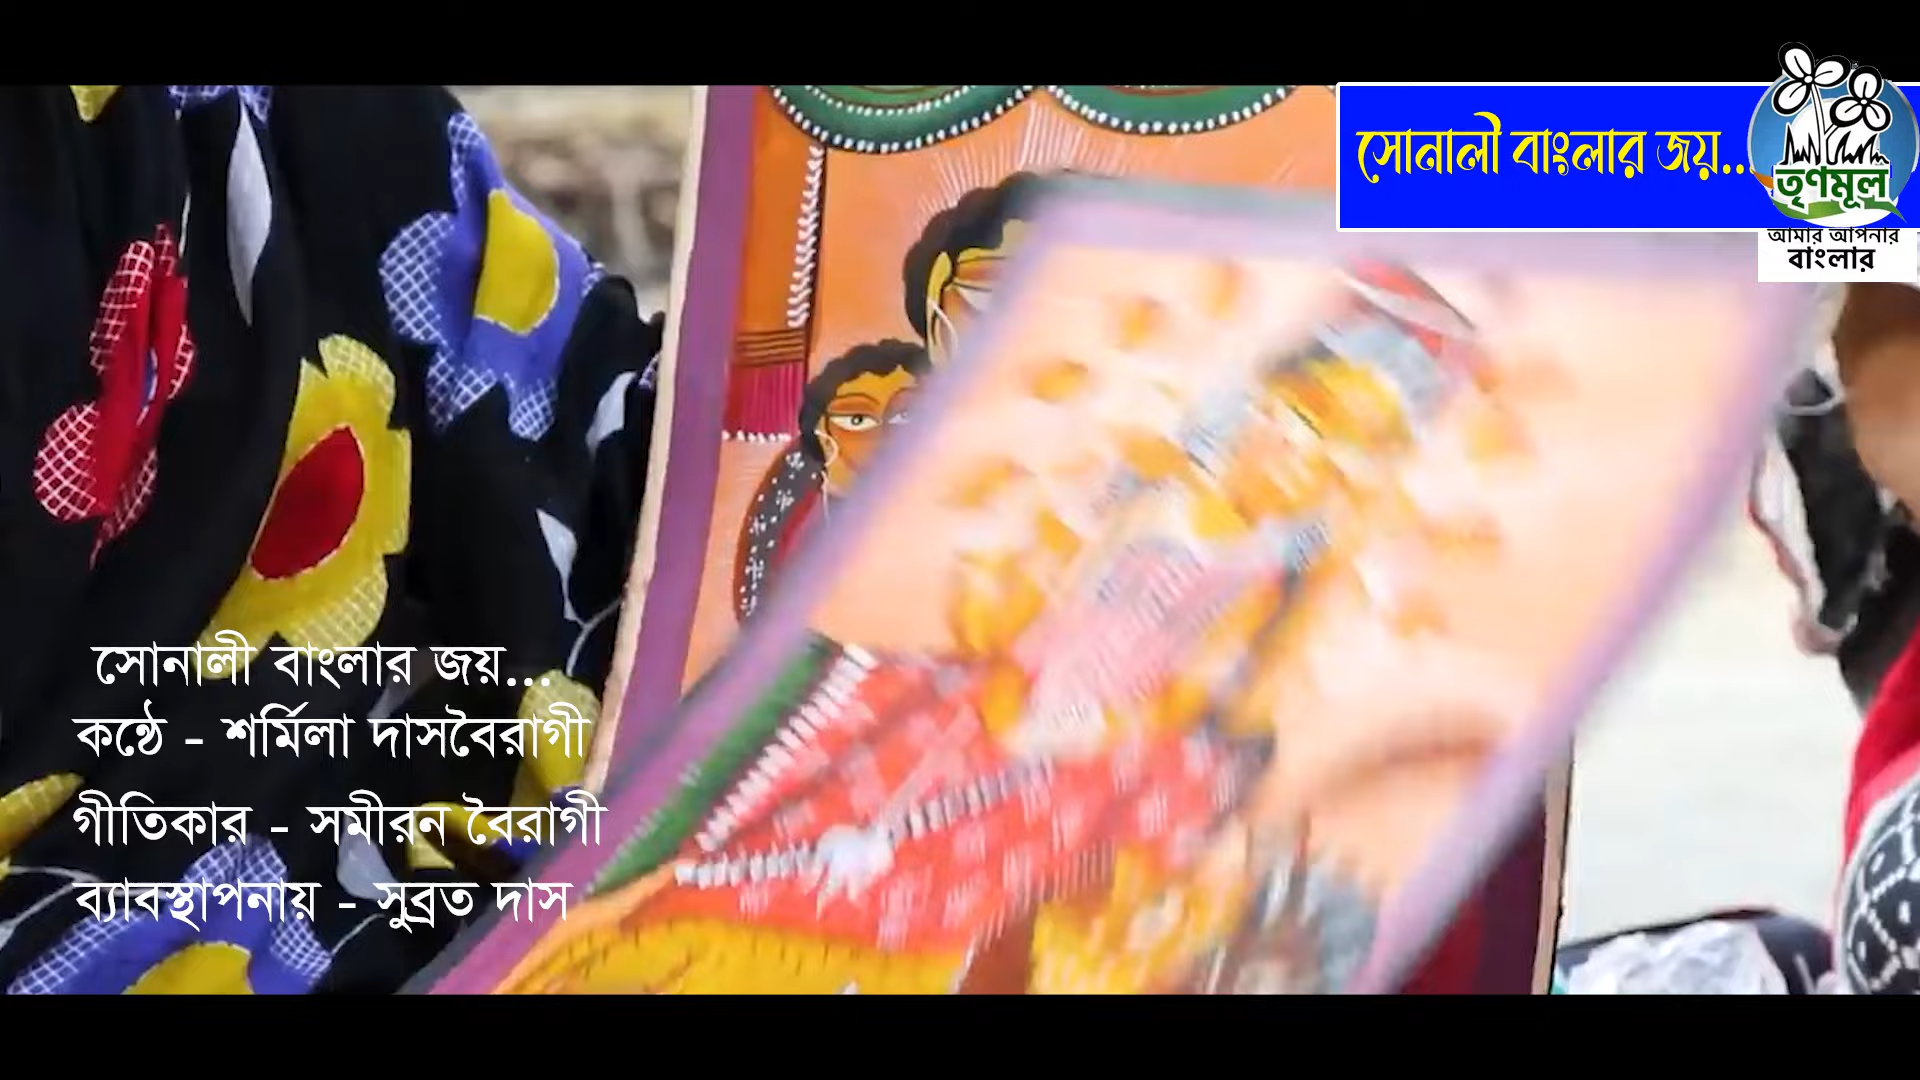 সোনালী বাংলার জয়..
তৃণমূল
আমার আপনার
বাংলার
সোনালী বাংলার জয়...
কন্ঠে - শর্মিলা দাসবৈরাগী
গীতিকার - সমীরন বৈরাগী
ব্যাবস্থাপনায় - সুব্রত দাস